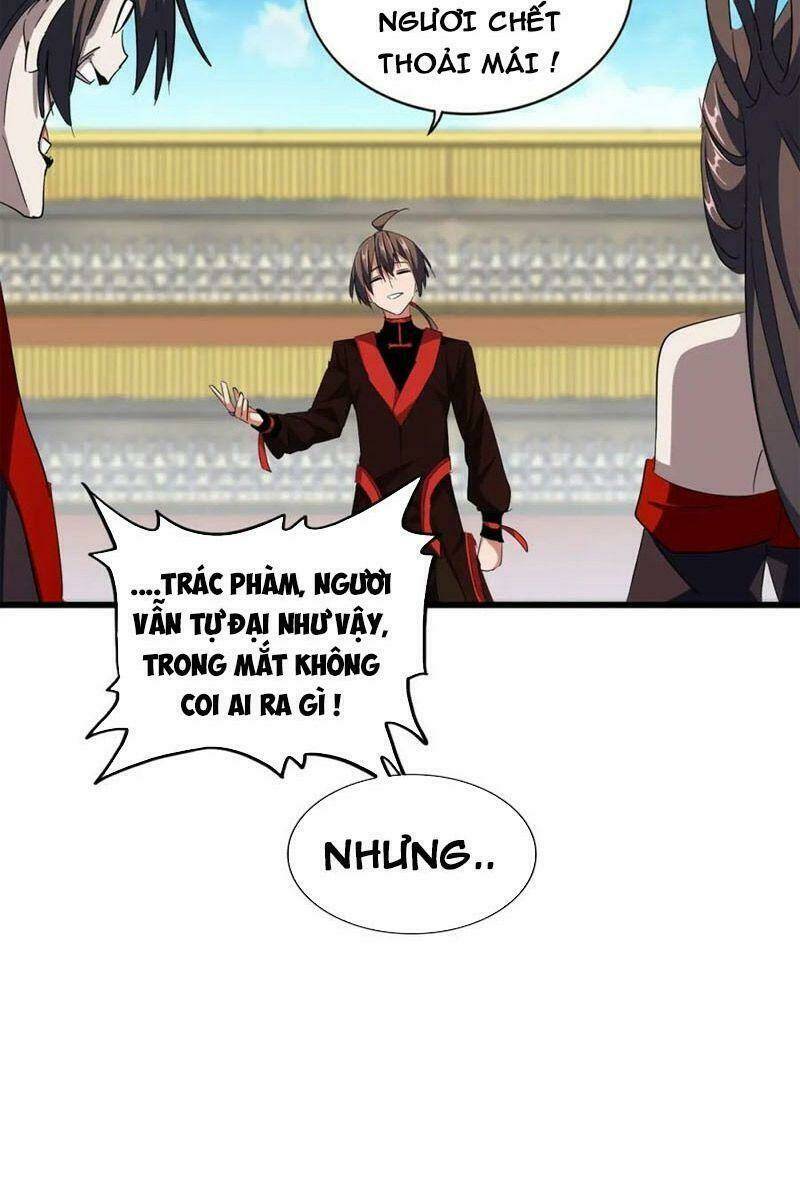 NGƯƠI CHẾT
THOẢI MÁI !
....TRÁC PHÀM, NGƯƠI
VẪN TỰ ĐẠI NHƯ VẬY,
TRONG MẮT KHÔNG
COI AI RA GÌ !
NHƯNG..